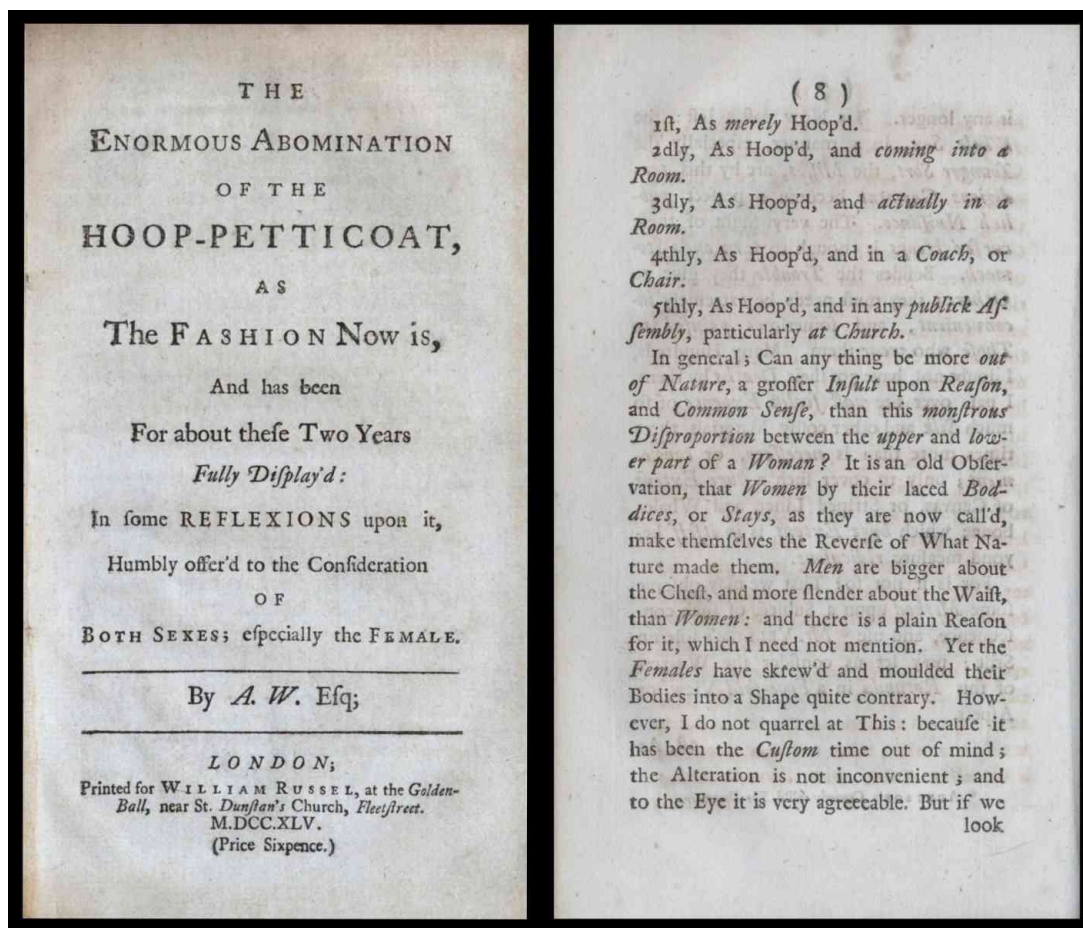 THE
ENORMOUS ABOMINATION
OF THE
HOOP-PETTICOAT,
AS
The FASHION Now is,
And has been
For about theſe Two Years
Fully Diſplay'd:
In ſome REFLEXIONS upon it,
Humbly offer'd to the Conſideration
OF
BOTH SEXES; eſpecially the FEMALE.
By A. W. Eſq;
LONDON;
Printed for WILLIAM RUSSEL, at the Golden-
Ball, near St. Dunſtan's Church, Fleetſtreet.
M.DCC.XLV.
(Price Sixpence.)
( 8 )
1ſt, As merely Hoop'd.
2dly, As Hoop'd, and coming into a
Room.
3dly, As Hoop'd, and actually in a
Room.
4thly, As Hoop'd, and in a Coach, or
Chair.
5thly, As Hoop'd, and in any publick Aſ-
ſembly, particularly at Church.
In general; Can any thing be more out
of Nature, a groſſer Inſult upon Reaſon,
and Common Senſe, than this monſtrous
Diſproportion between the upper and low-
er part of a Woman? It is an old Obſer-
vation, that Women by their laced Bod-
dices, or Stays, as they are now call'd,
make themſelves the Reverſe of What Na-
ture made them. Men are bigger about
the Cheſt, and more ſlender about the Waiſt,
than Women: and there is a plain Reaſon
for it, which I need not mention. Yet the
Females have skrew'd and moulded their
Bodies into a Shape quite contrary. How-
ever, I do not quarrel at This: becauſe it
has been the Cuſtom time out of mind;
the Alteration is not inconvenient; and
to the Eye it is very agreeable. But if we
look